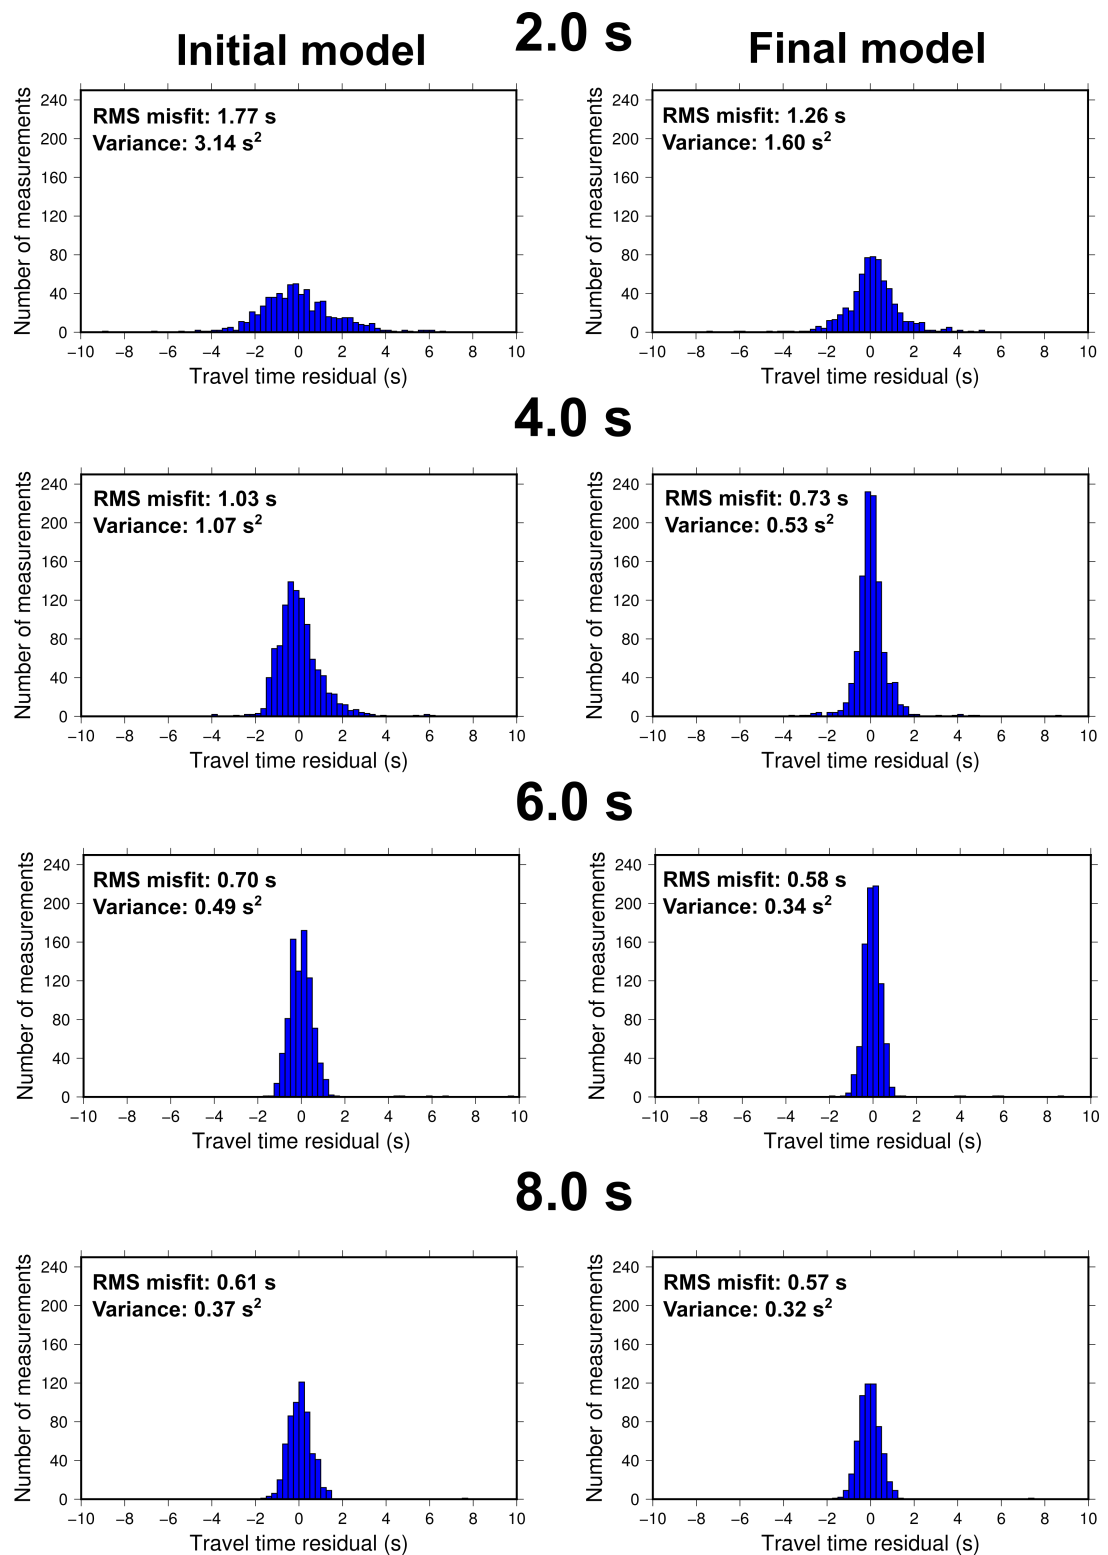 2.0 s
Initial model
Final model
RMS misfit: 1.77 s
Variance: 3.14 s²
Number of measurements
240
200
160
120
80
40
0
−10 −8 −6 −4 −2 0 2 4 6 8 10
Travel time residual (s)
RMS misfit: 1.26 s
Variance: 1.60 s²
Number of measurements
240
200
160
120
80
40
0
−10 −8 −6 −4 −2 0 2 4 6 8 10
Travel time residual (s)
4.0 s
RMS misfit: 1.03 s
Variance: 1.07 s²
Number of measurements
240
200
160
120
80
40
0
−10 −8 −6 −4 −2 0 2 4 6 8 10
Travel time residual (s)
RMS misfit: 0.73 s
Variance: 0.53 s²
Number of measurements
240
200
160
120
80
40
0
−10 −8 −6 −4 −2 0 2 4 6 8 10
Travel time residual (s)
6.0 s
RMS misfit: 0.70 s
Variance: 0.49 s²
Number of measurements
240
200
160
120
80
40
0
−10 −8 −6 −4 −2 0 2 4 6 8 10
Travel time residual (s)
RMS misfit: 0.58 s
Variance: 0.34 s²
Number of measurements
240
200
160
120
80
40
0
−10 −8 −6 −4 −2 0 2 4 6 8 10
Travel time residual (s)
8.0 s
RMS misfit: 0.61 s
Variance: 0.37 s²
Number of measurements
240
200
160
120
80
40
0
−10 −8 −6 −4 −2 0 2 4 6 8 10
Travel time residual (s)
RMS misfit: 0.57 s
Variance: 0.32 s²
Number of measurements
240
200
160
120
80
40
0
−10 −8 −6 −4 −2 0 2 4 6 8 10
Travel time residual (s)